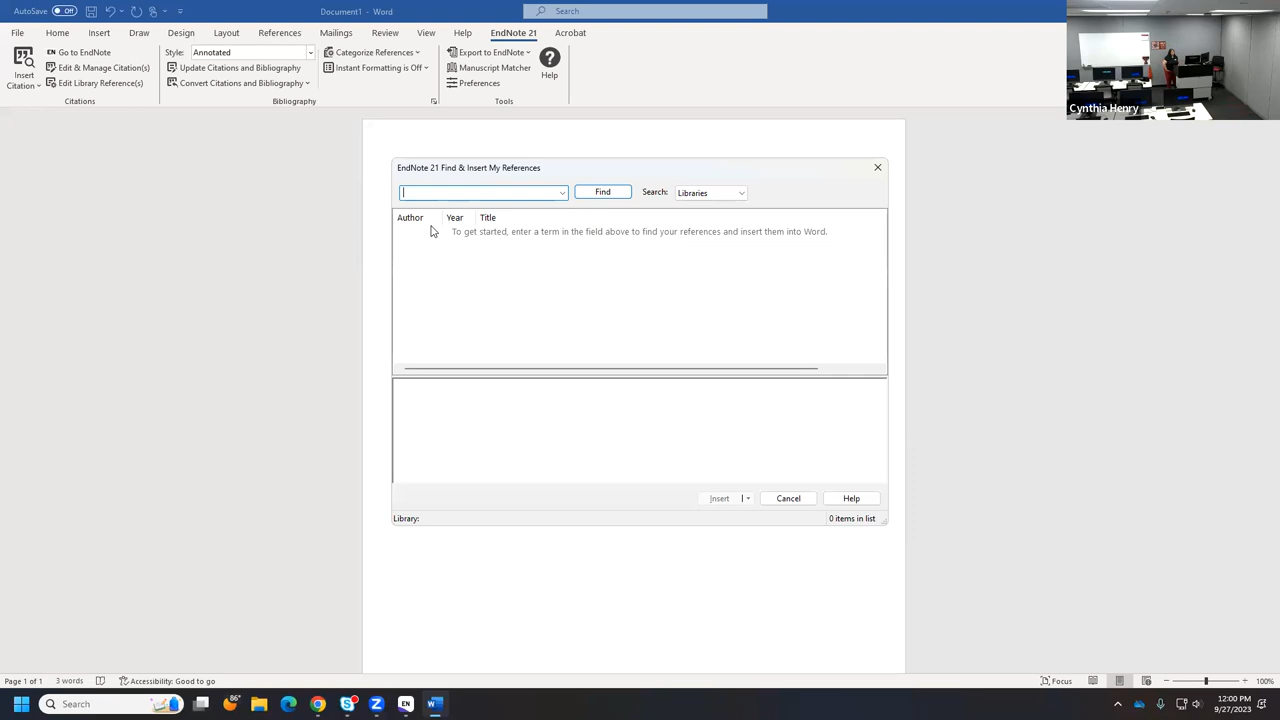 AutoSave Off Document1 - Word Search
File Home Insert Draw Design Layout References Mailings Review View Help EndNote 21 Acrobat
Insert Citation
EN Go to EndNote
Edit & Manage Citation(s)
Edit Library Reference(s)
Citations
Style: Annotated
Update Citations and Bibliography
Convert Citations and Bibliography
Categorize References
Instant Formatting is Off
Bibliography
Export to EndNote
Manuscript Matcher
Preferences
Help
Tools
Cynthia Henry
EndNote 21 Find & Insert My References
Find Search: Libraries
Author Year Title
To get started, enter a term in the field above to find your references and insert them into Word.
Insert Cancel Help
Library: 0 items in list
Page 1 of 1 3 words Accessibility: Good to go Focus 100%
Search 86° EN 12:00 PM
9/27/2023